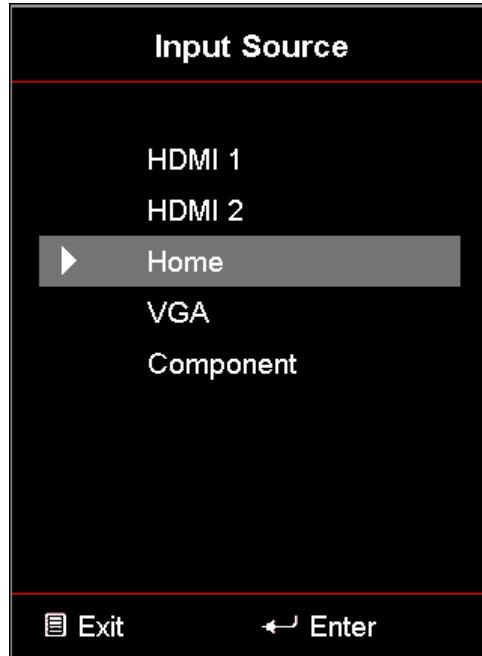 Input Source
HDMI 1
HDMI 2
Home
VGA
Component
Exit Enter